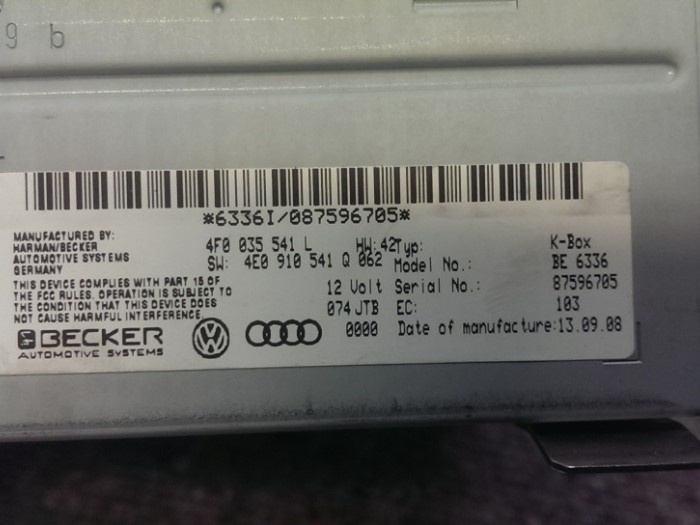 9 b
*6336I/087596705*
MANUFACTURED BY:
HARMAN/BECKER
AUTOMOTIVE SYSTEMS
GERMANY
THIS DEVICE COMPLIES WITH PART 15 OF
THE FCC RULES. OPERATION IS SUBJECT TO
THE CONDITION THAT THIS DEVICE DOES
NOT CAUSE HARMFUL INTERFERENCE.
BECKER
AUTOMOTIVE SYSTEMS
VW
4F0 035 541 L HW:42
SW: 4E0 910 541 Q 062
12 Volt
074 JTB
0000
Typ: K-Box
Model No.: BE 6336
Serial No.: 87596705
EC: 103
Date of manufacture:13.09.08